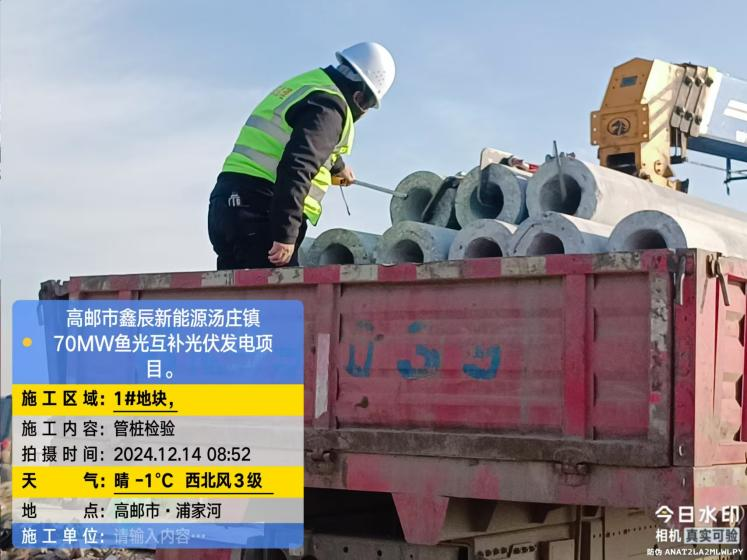 高邮市鑫辰新能源汤庄镇
70MW鱼光互补光伏发电项
目。
施工区域：1#地块，
施工内容：管桩检验
拍摄时间：2024.12.14 08:52
天气：晴 -1℃ 西北风3级
地点：高邮市·浦家河
施工单位：请输入内容…
今日水印
相机 真实可验
防伪 ANAT2LA2MLWLPY